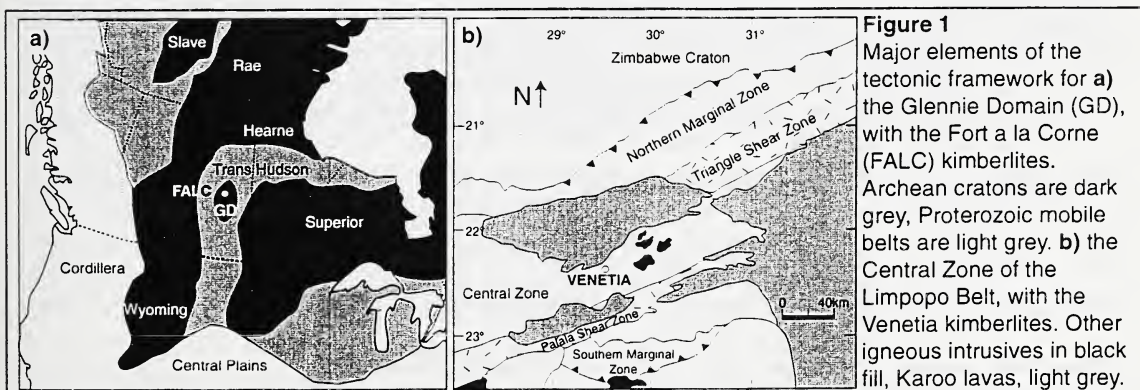 a)
Slave
Rae
Hearne
Trans Hudson
FALC
GD
Superior
Cordillera
Wyoming
Central Plains
b)
29° 30° 31°
Zimbabwe Craton
N↑
Northern Marginal Zone
21°
Triangle Shear Zone
22°
VENETIA
Central Zone
0 40km
Palala Shear Zone
23°
Southern Marginal
Zone
Figure 1
Major elements of the
tectonic framework for a)
the Glennie Domain (GD),
with the Fort a la Corne
(FALC) kimberlites.
Archean cratons are dark
grey, Proterozoic mobile
belts are light grey. b) the
Central Zone of the
Limpopo Belt, with the
Venetia kimberlites. Other
igneous intrusives in black
fill, Karoo lavas, light grey.